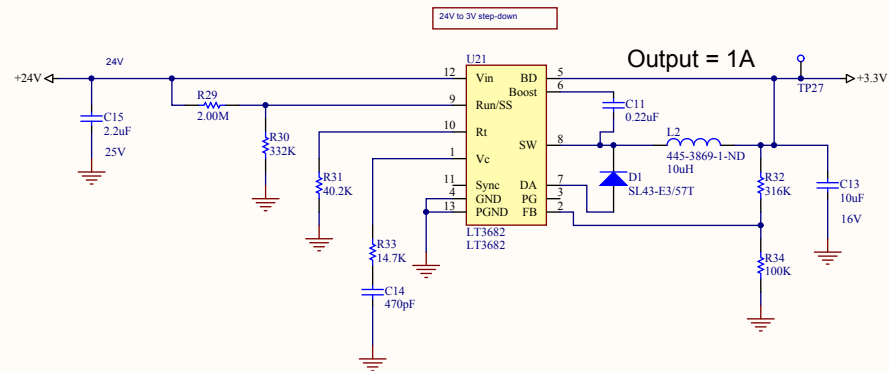 24V to 3V step-down
Output = 1A
+24V
24V
C15
2.2uF
25V
R29
2.00M
R30
332K
R31
40.2K
R33
14.7K
C14
470pF
U21
12 Vin BD 5
Boost 6
9 Run/SS
10 Rt
1 Vc SW 8
11 Sync DA 7
4 GND PG 3
13 PGND FB 2
LT3682
LT3682
C11
0.22uF
L2
445-3869-1-ND
10uH
D1
SL43-E3/57T
TP27
+3.3V
R32
316K
C13
10uF
16V
R34
100K